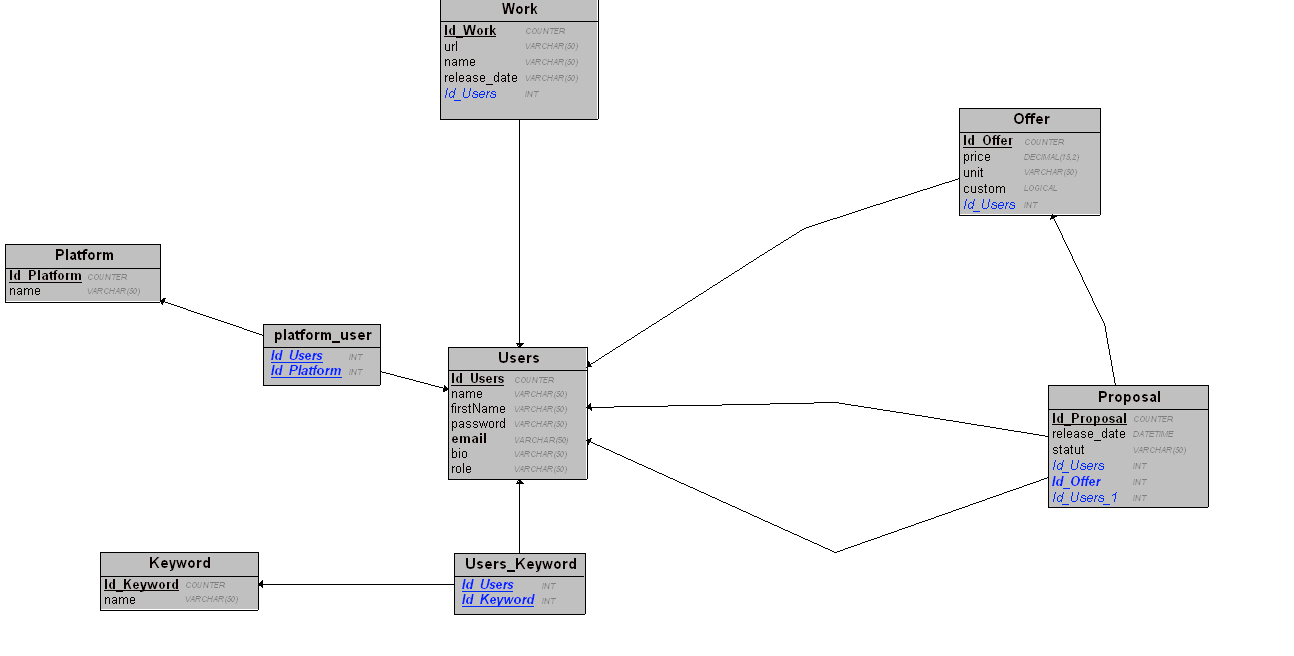 Work
Id_Work COUNTER
url VARCHAR(50)
name VARCHAR(50)
release_date VARCHAR(50)
Id_Users INT
Offer
Id_Offer COUNTER
price DECIMAL(15,2)
unit VARCHAR(50)
custom LOGICAL
Id_Users INT
Platform
Id_Platform COUNTER
name VARCHAR(50)
platform_user
Id_Users INT
Id_Platform INT
Users
Id_Users COUNTER
name VARCHAR(50)
firstName VARCHAR(50)
password VARCHAR(50)
email VARCHAR(50)
bio VARCHAR(50)
role VARCHAR(50)
Proposal
Id_Proposal COUNTER
release_date DATETIME
statut VARCHAR(50)
Id_Users INT
Id_Offer INT
Id_Users_1 INT
Keyword
Id_Keyword COUNTER
name VARCHAR(50)
Users_Keyword
Id_Users INT
Id_Keyword INT